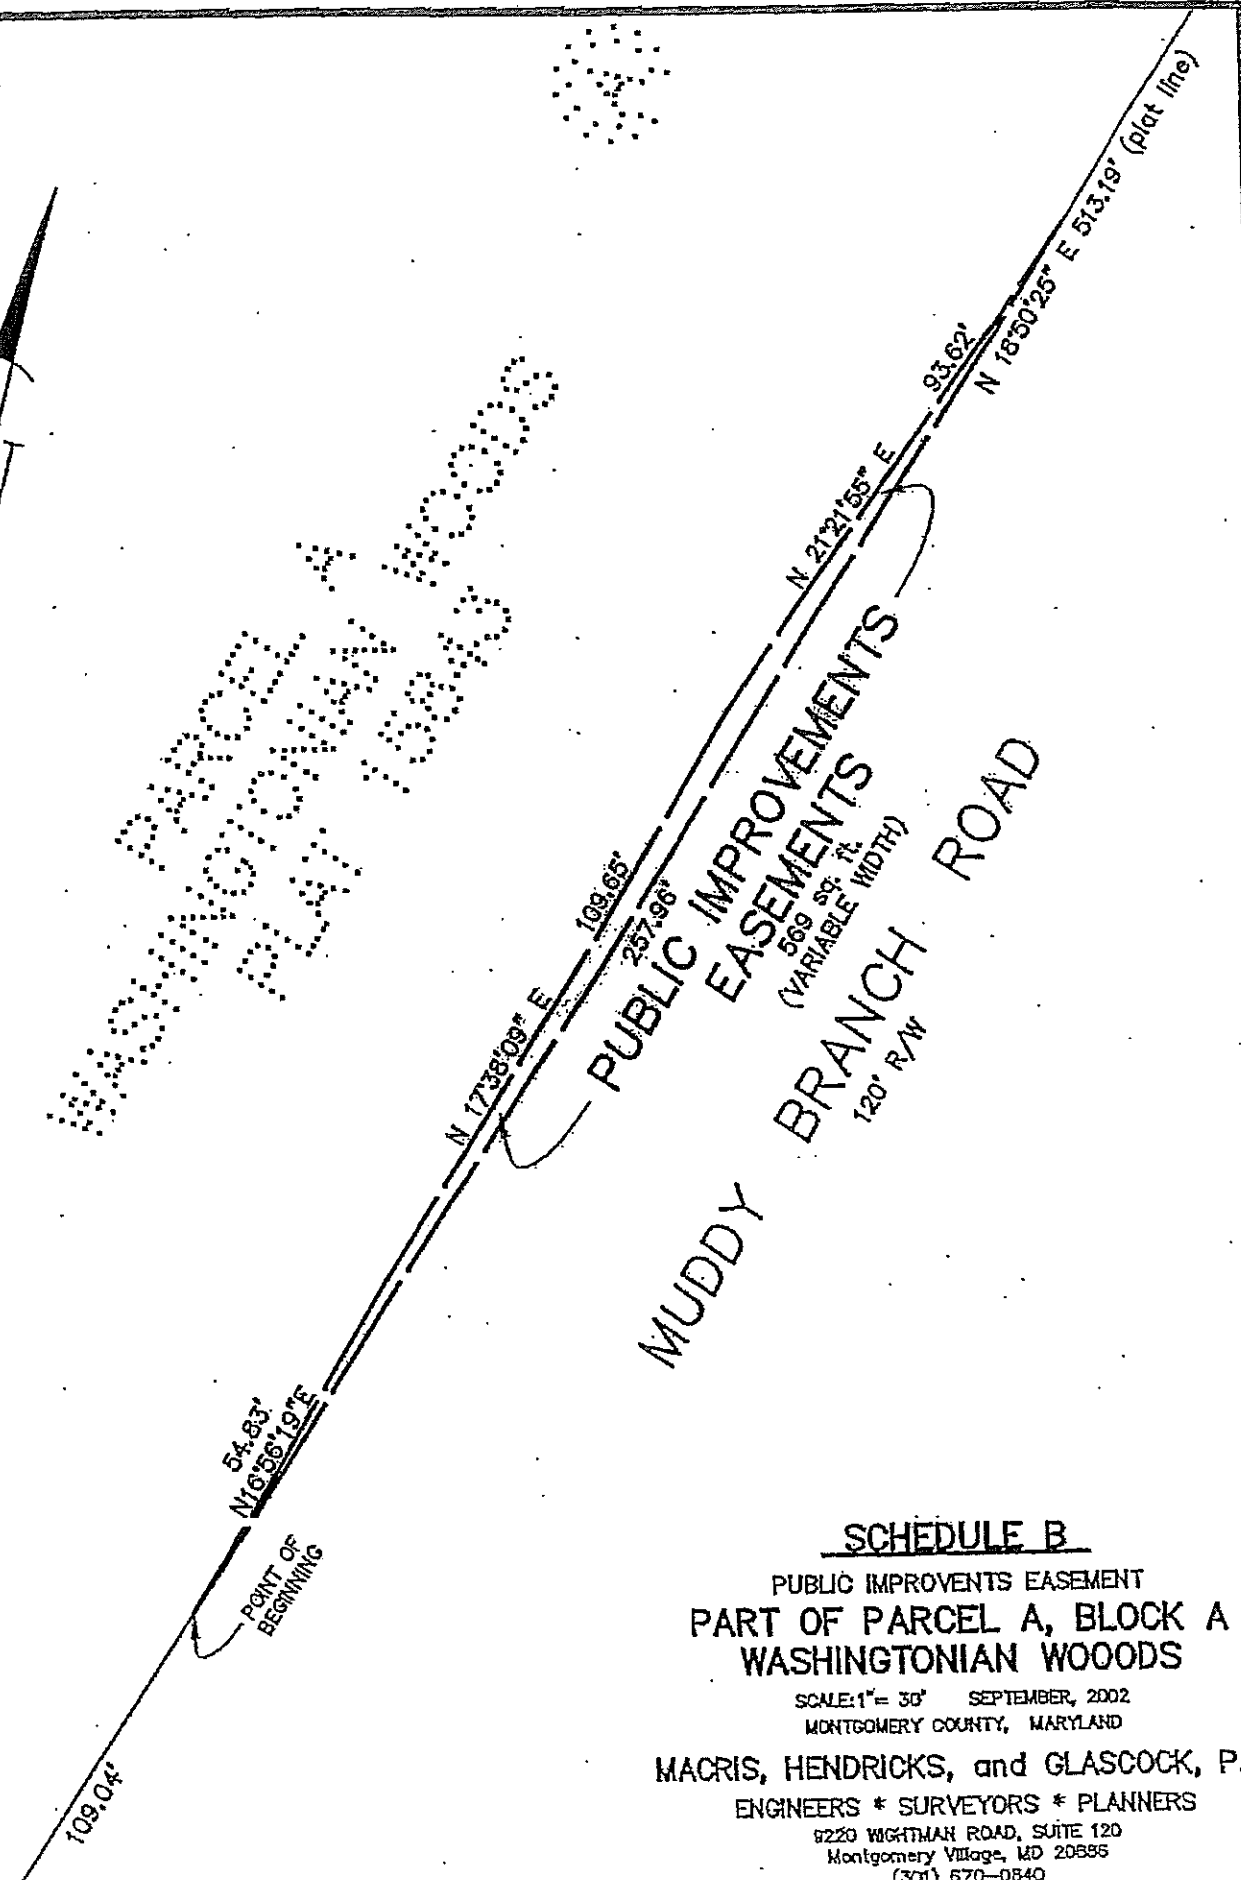 A
N 18°50'25" E 513.19' (plat line)
93.62'
N 21°21'55" E
PARCEL A
WASHINGTONIAN WOODS
PLAT 15843
109.65'
257.96'
N 17°38'09" E
PUBLIC IMPROVEMENTS
EASEMENTS
569 sq. ft.
(VARIABLE WIDTH)
MUDDY BRANCH ROAD
120' R/W
54.83'
N16°56'19"E
POINT OF
BEGINNING
109.04'
SCHEDULE B
PUBLIC IMPROVENTS EASEMENT
PART OF PARCEL A, BLOCK A
WASHINGTONIAN WOOODS
SCALE:1"= 30' SEPTEMBER, 2002
MONTGOMERY COUNTY, MARYLAND
MACRIS, HENDRICKS, and GLASCOCK, P.
ENGINEERS * SURVEYORS * PLANNERS
9220 WIGHTMAN ROAD, SUITE 120
Montgomery Village, MD 20886
(301) 670-0840